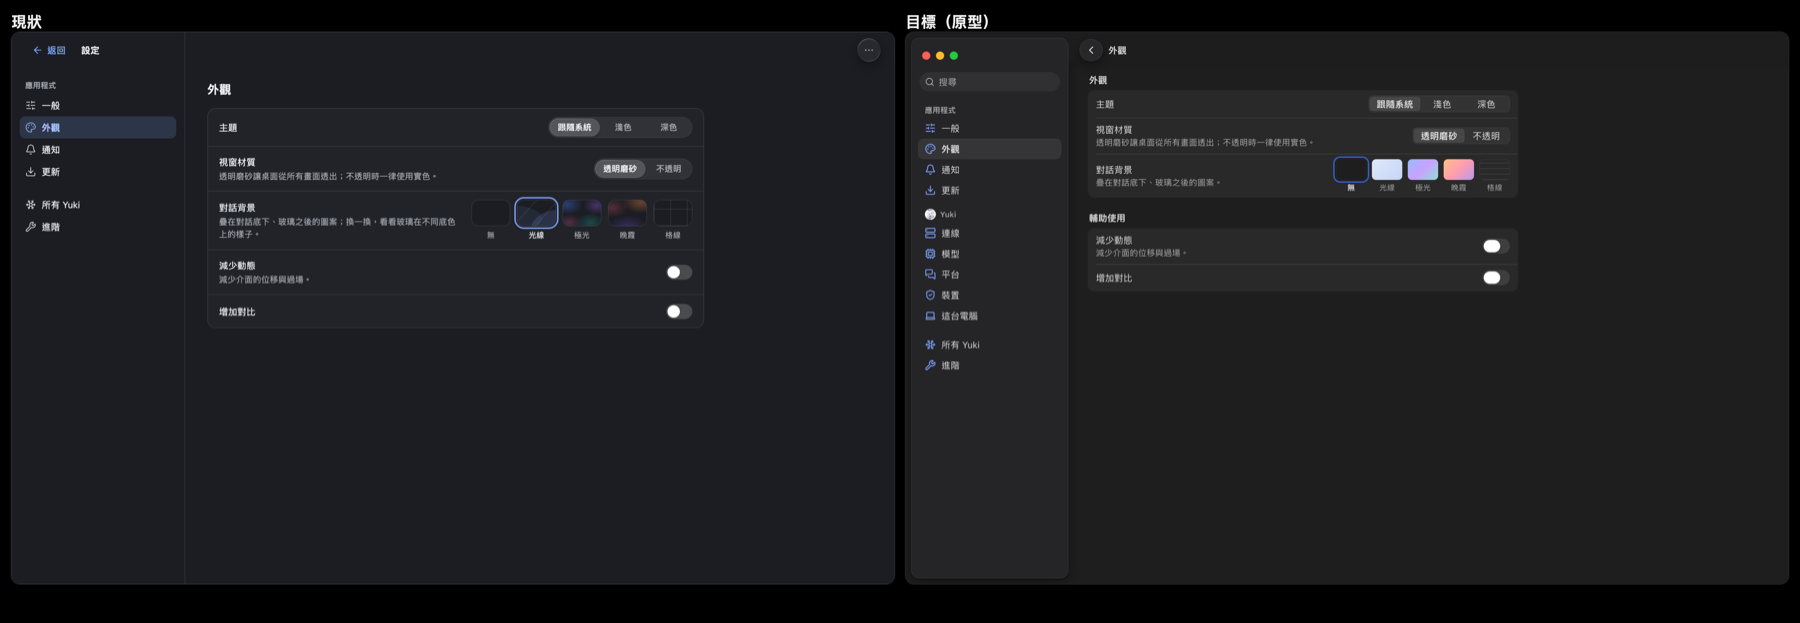 現狀
← 返回 設定
應用程式
一般
外觀
通知
更新
所有 Yuki
進階
外觀
主題
跟隨系統 淺色 深色
視窗材質
透明磨砂讓桌面從所有畫面透出；不透明時一律使用實色。
透明磨砂 不透明
對話背景
疊在對話底下、玻璃之後的圖案；換一換，看看玻璃在不同底色
上的樣子。
無 光線 極光 晚霞 格線
減少動態
減少介面的位移與過場。
增加對比
目標（原型）
搜尋
應用程式
一般
外觀
通知
更新
Yuki
連線
模型
平台
裝置
這台電腦
所有 Yuki
進階
外觀
外觀
主題
跟隨系統 淺色 深色
視窗材質
透明磨砂讓桌面從所有畫面透出；不透明時一律使用實色。
透明磨砂 不透明
對話背景
疊在對話底下、玻璃之後的圖案。
無 光線 極光 晚霞 格線
輔助使用
減少動態
減少介面的位移與過場。
增加對比